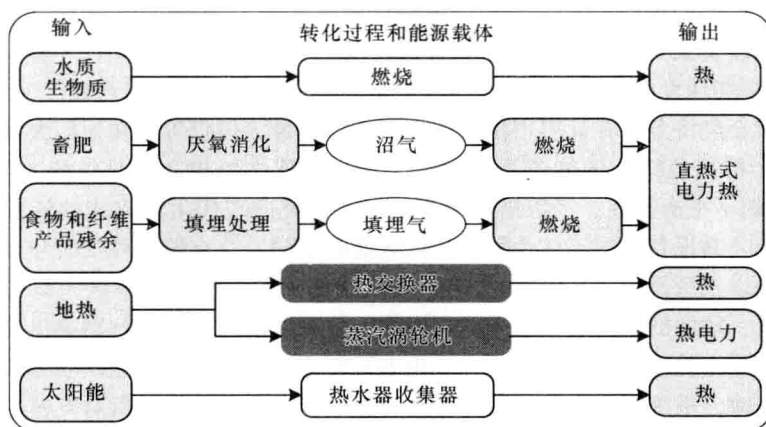 输入
转化过程和能源载体
输出
水质
生物质
燃烧
热
畜肥
厌氧消化
沼气
燃烧
直热式
电力热
食物和纤维
产品残余
填埋处理
填埋气
燃烧
地热
热交换器
热
蒸汽涡轮机
热电力
太阳能
热水器收集器
热